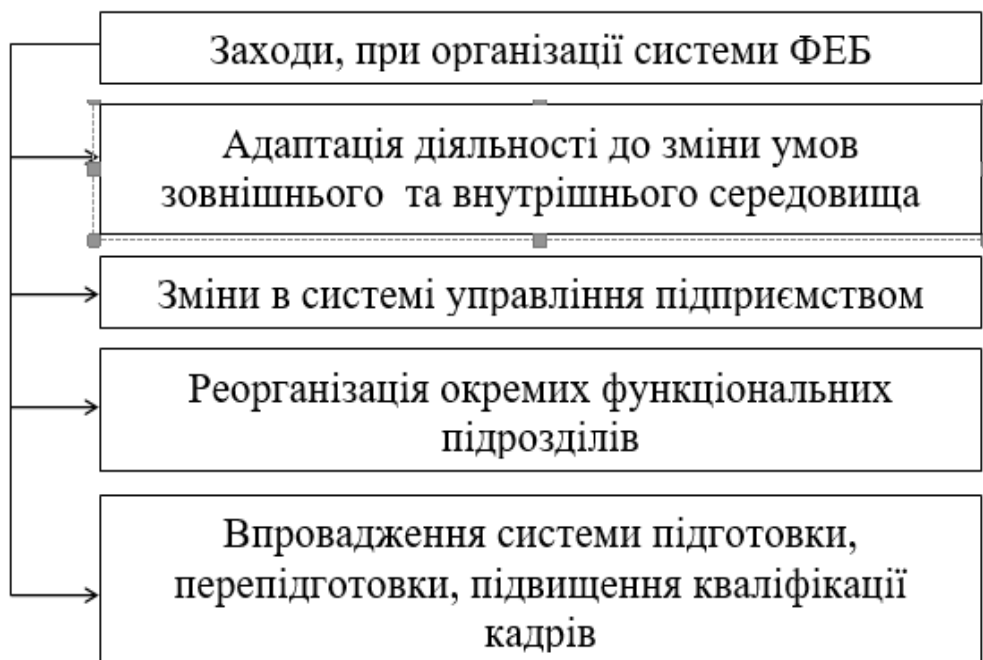 Заходи, при організації системи ФЕБ
Адаптація діяльності до зміни умов
зовнішнього та внутрішнього середовища
Зміни в системі управління підприємством
Реорганізація окремих функціональних
підрозділів
Впровадження системи підготовки,
перепідготовки, підвищення кваліфікації
кадрів